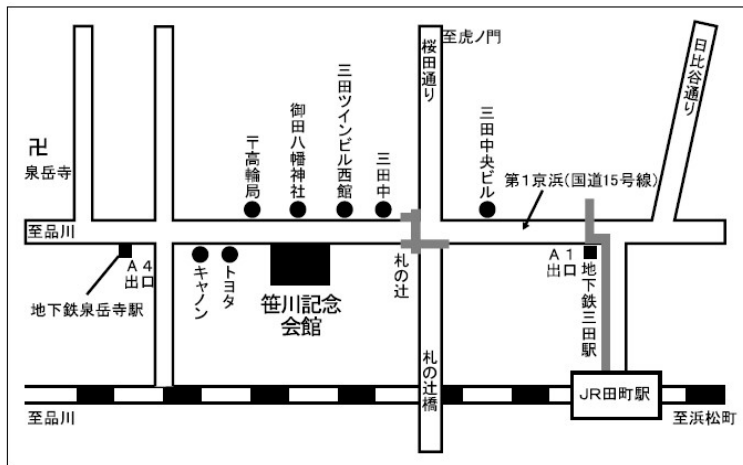 至虎ノ門
桜田通り
日比谷通り
卍
泉岳寺
〒高輪局
御田八幡神社
三田ツインビル西館
三田中
三田中央ビル
第1京浜(国道15号線)
至品川
A4
出口
地下鉄泉岳寺駅
キャノン
トヨタ
笹川記念
会館
札の辻
A1
出口
地下鉄三田駅
札の辻橋
JR田町駅
至品川
至浜松町